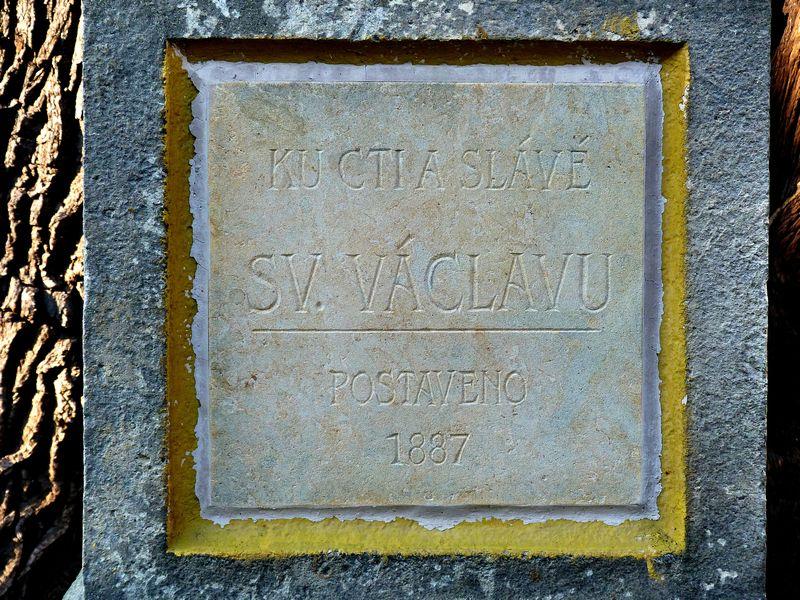 KU CTI A SLÁVĚ
SV. VÁCLAVU
POSTAVENO
1887